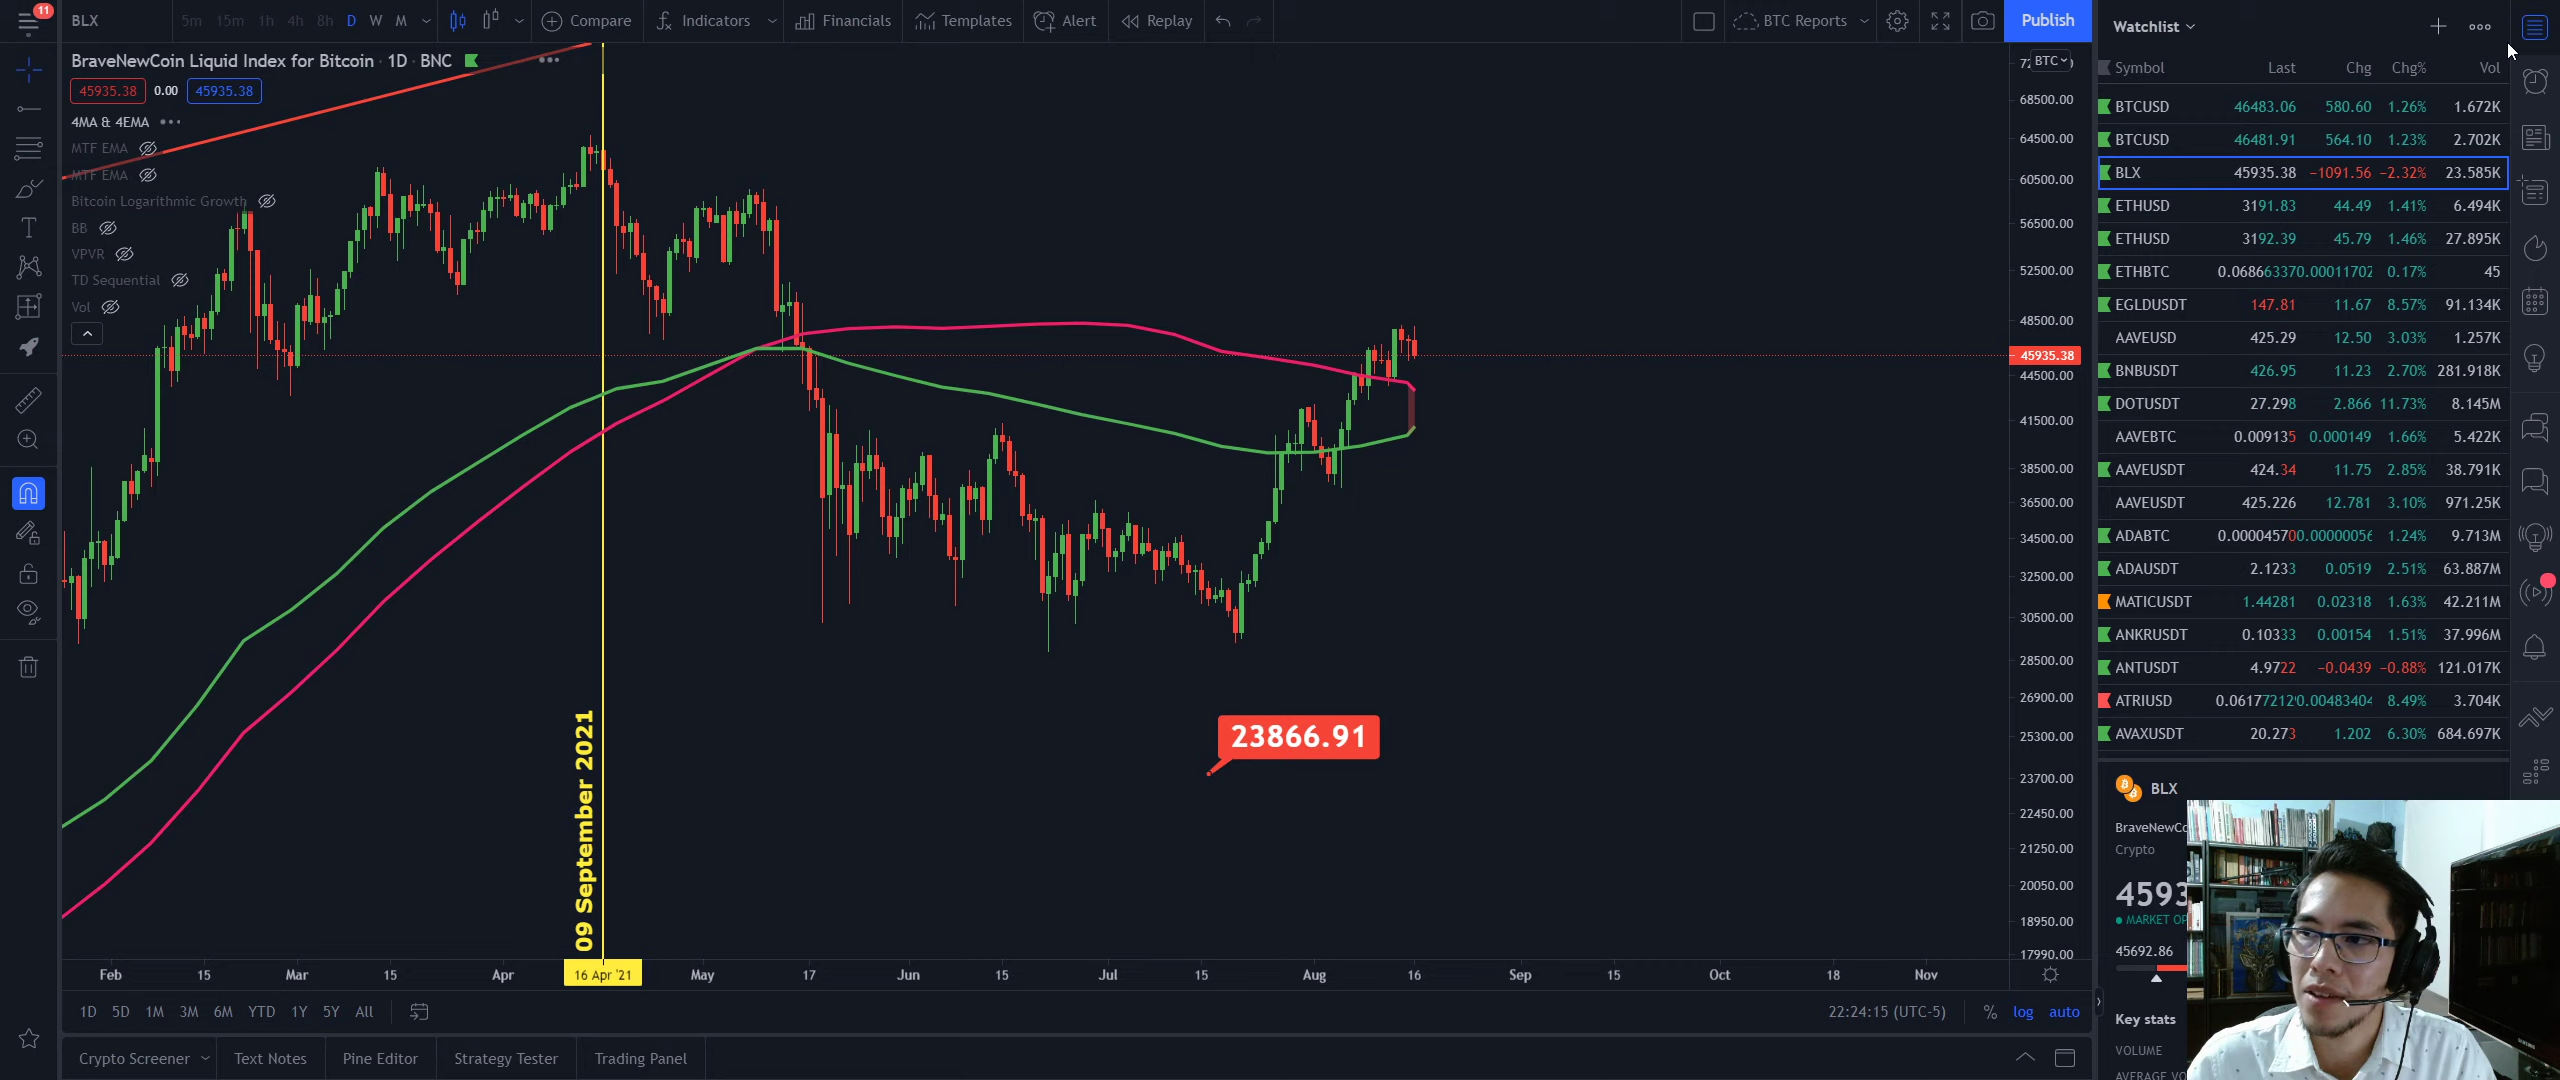 11
BLX
5m 15m 1h 4h 8h D W M
Compare
Indicators
Financials
Templates
Alert
Replay
BTC Reports
Publish
BraveNewCoin Liquid Index for Bitcoin · 1D · BNC
45935.38 0.00 45935.38
4MA & 4EMA
MTF EMA
MTF EMA
Bitcoin Logarithmic Growth
BB
VPVR
TD Sequential
Vol
09 September 2021
23866.91
BTC
68500.00
64500.00
60500.00
56500.00
52500.00
48500.00
45935.38
44500.00
41500.00
38500.00
36500.00
34500.00
32500.00
30500.00
28500.00
26900.00
25300.00
23700.00
22450.00
21250.00
20050.00
18950.00
17990.00
Feb 15 Mar 15 Apr 16 Apr '21 May 17 Jun 15 Jul 15 Aug 16 Sep 15 Oct 18 Nov
1D 5D 1M 3M 6M YTD 1Y 5Y All
22:24:15 (UTC-5) % log auto
Crypto Screener Text Notes Pine Editor Strategy Tester Trading Panel
Watchlist
Symbol Last Chg Chg% Vol
BTCUSD 46483.06 580.60 1.26% 1.672K
BTCUSD 46481.91 564.10 1.23% 2.702K
BLX 45935.38 −1091.56 −2.32% 23.585K
ETHUSD 3191.83 44.49 1.41% 6.494K
ETHUSD 3192.39 45.79 1.46% 27.895K
ETHBTC 0.06866337 0.00011702 0.17% 45
EGLDUSDT 147.81 11.67 8.57% 91.134K
AAVEUSD 425.29 12.50 3.03% 1.257K
BNBUSDT 426.95 11.23 2.70% 281.918K
DOTUSDT 27.298 2.866 11.73% 8.145M
AAVEBTC 0.009135 0.000149 1.66% 5.422K
AAVEUSDT 424.34 11.75 2.85% 38.791K
AAVEUSDT 425.226 12.781 3.10% 971.25K
ADABTC 0.00004570 0.00000056 1.24% 9.713M
ADAUSDT 2.1233 0.0519 2.51% 63.887M
MATICUSDT 1.44281 0.02318 1.63% 42.211M
ANKRUSDT 0.10333 0.00154 1.51% 37.996M
ANTUSDT 4.9722 −0.0439 −0.88% 121.017K
ATRIUSD 0.06177212 0.00483404 8.49% 3.704K
AVAXUSDT 20.273 1.202 6.30% 684.697K
BLX
BraveNewCo
Crypto
4593
MARKET OP
45692.86
Key stats
VOLUME
AVERAGE VO